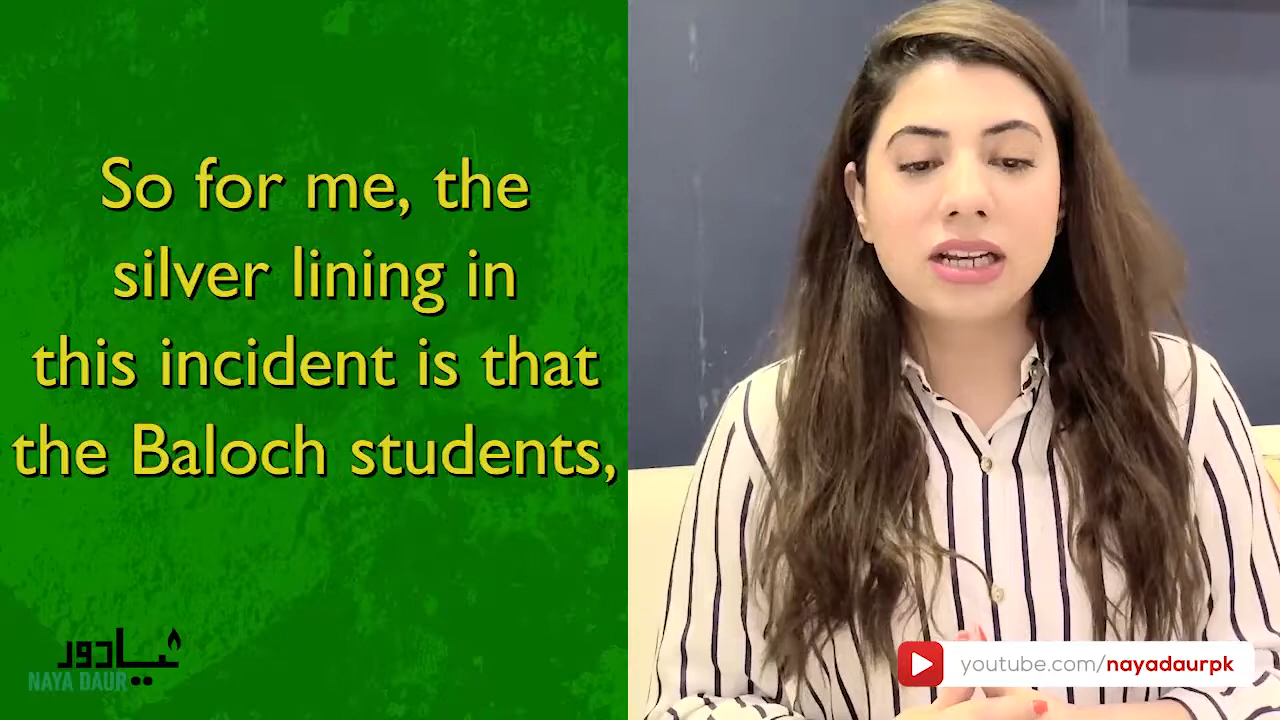 So for me, the
silver lining in
this incident is that
the Baloch students,
نیا دور
NAYA DAUR
youtube.com/nayadaurpk